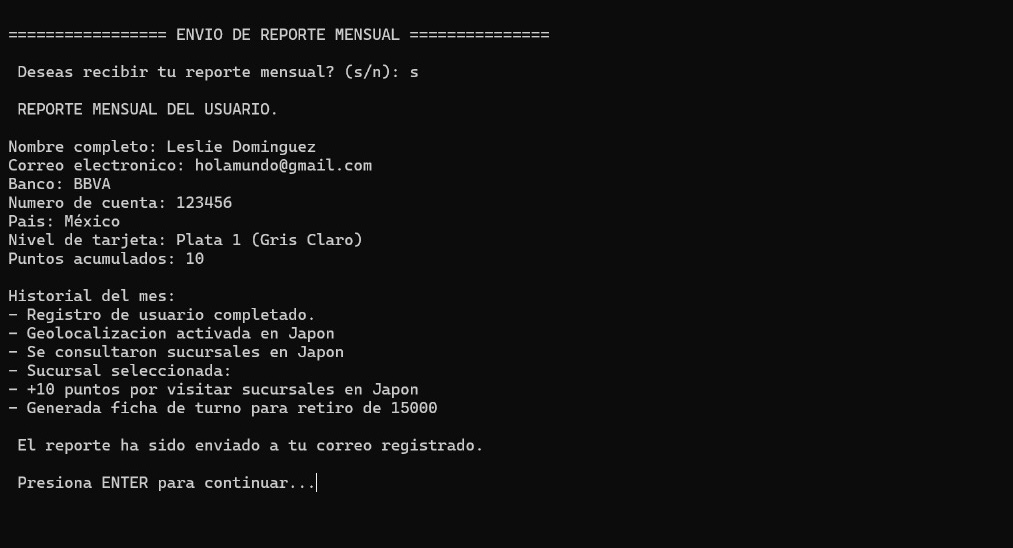 ================= ENVIO DE REPORTE MENSUAL ===============
Deseas recibir tu reporte mensual? (s/n): s
REPORTE MENSUAL DEL USUARIO.
Nombre completo: Leslie Dominguez
Correo electronico: holamundo@gmail.com
Banco: BBVA
Numero de cuenta: 123456
Pais: México
Nivel de tarjeta: Plata 1 (Gris Claro)
Puntos acumulados: 10
Historial del mes:
- Registro de usuario completado.
- Geolocalizacion activada en Japon
- Se consultaron sucursales en Japon
- Sucursal seleccionada:
- +10 puntos por visitar sucursales en Japon
- Generada ficha de turno para retiro de 15000
El reporte ha sido enviado a tu correo registrado.
Presiona ENTER para continuar...